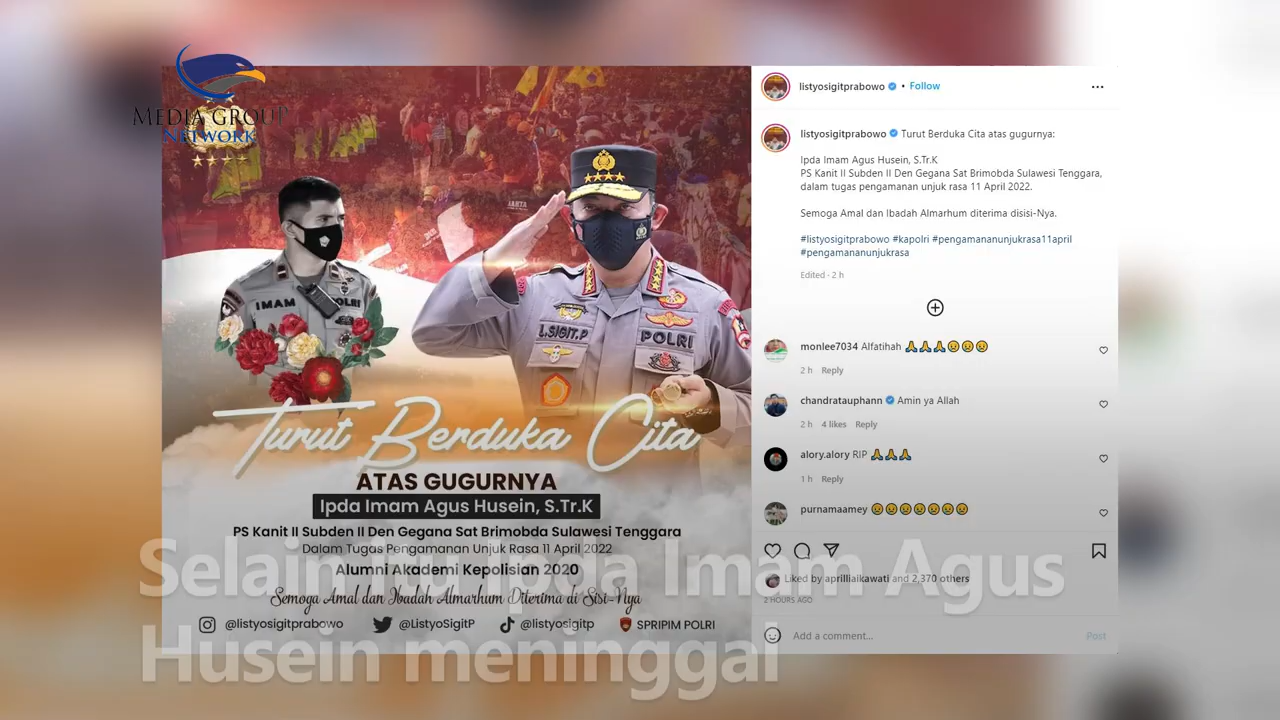 MEDIA GROUP
NETWORK
IMAM
POLRI
L.SIGIT.P
POLRI
Turut Berduka Cita
ATAS GUGURNYA
Ipda Imam Agus Husein, S.Tr.K
PS Kanit II Subden II Den Gegana Sat Brimobda Sulawesi Tenggara
Dalam Tugas Pengamanan Unjuk Rasa 11 April 2022
Alumni Akademi Kepolisian 2020
Semoga Amal dan Ibadah Almarhum Diterima di Sisi-Nya
@listyosigitprabowo
@ListyoSigitP
@listyosigitp
SPRIPIM POLRI
listyosigitprabowo • Follow
listyosigitprabowo Turut Berduka Cita atas gugurnya:
Ipda Imam Agus Husein, S.Tr.K
PS Kanit II Subden II Den Gegana Sat Brimobda Sulawesi Tenggara,
dalam tugas pengamanan unjuk rasa 11 April 2022.
Semoga Amal dan Ibadah Almarhum diterima disisi-Nya.
#listyosigitprabowo #kapolri #pengamananunjukrasa11april
#pengamananunjukrasa
Edited · 2 h
monlee7034 Alfatihah 🙏🙏🙏😢😢😢
2 h Reply
chandratauphann Amin ya Allah
2 h 4 likes Reply
alory.alory RIP 🙏🙏🙏
1 h Reply
purnamaamey 😢😢😢😢😢😢😢
Liked by aprilliaikawati and 2,370 others
2 HOURS AGO
Add a comment...
Post
Selain itu Ipda Imam Agus
Husein meninggal